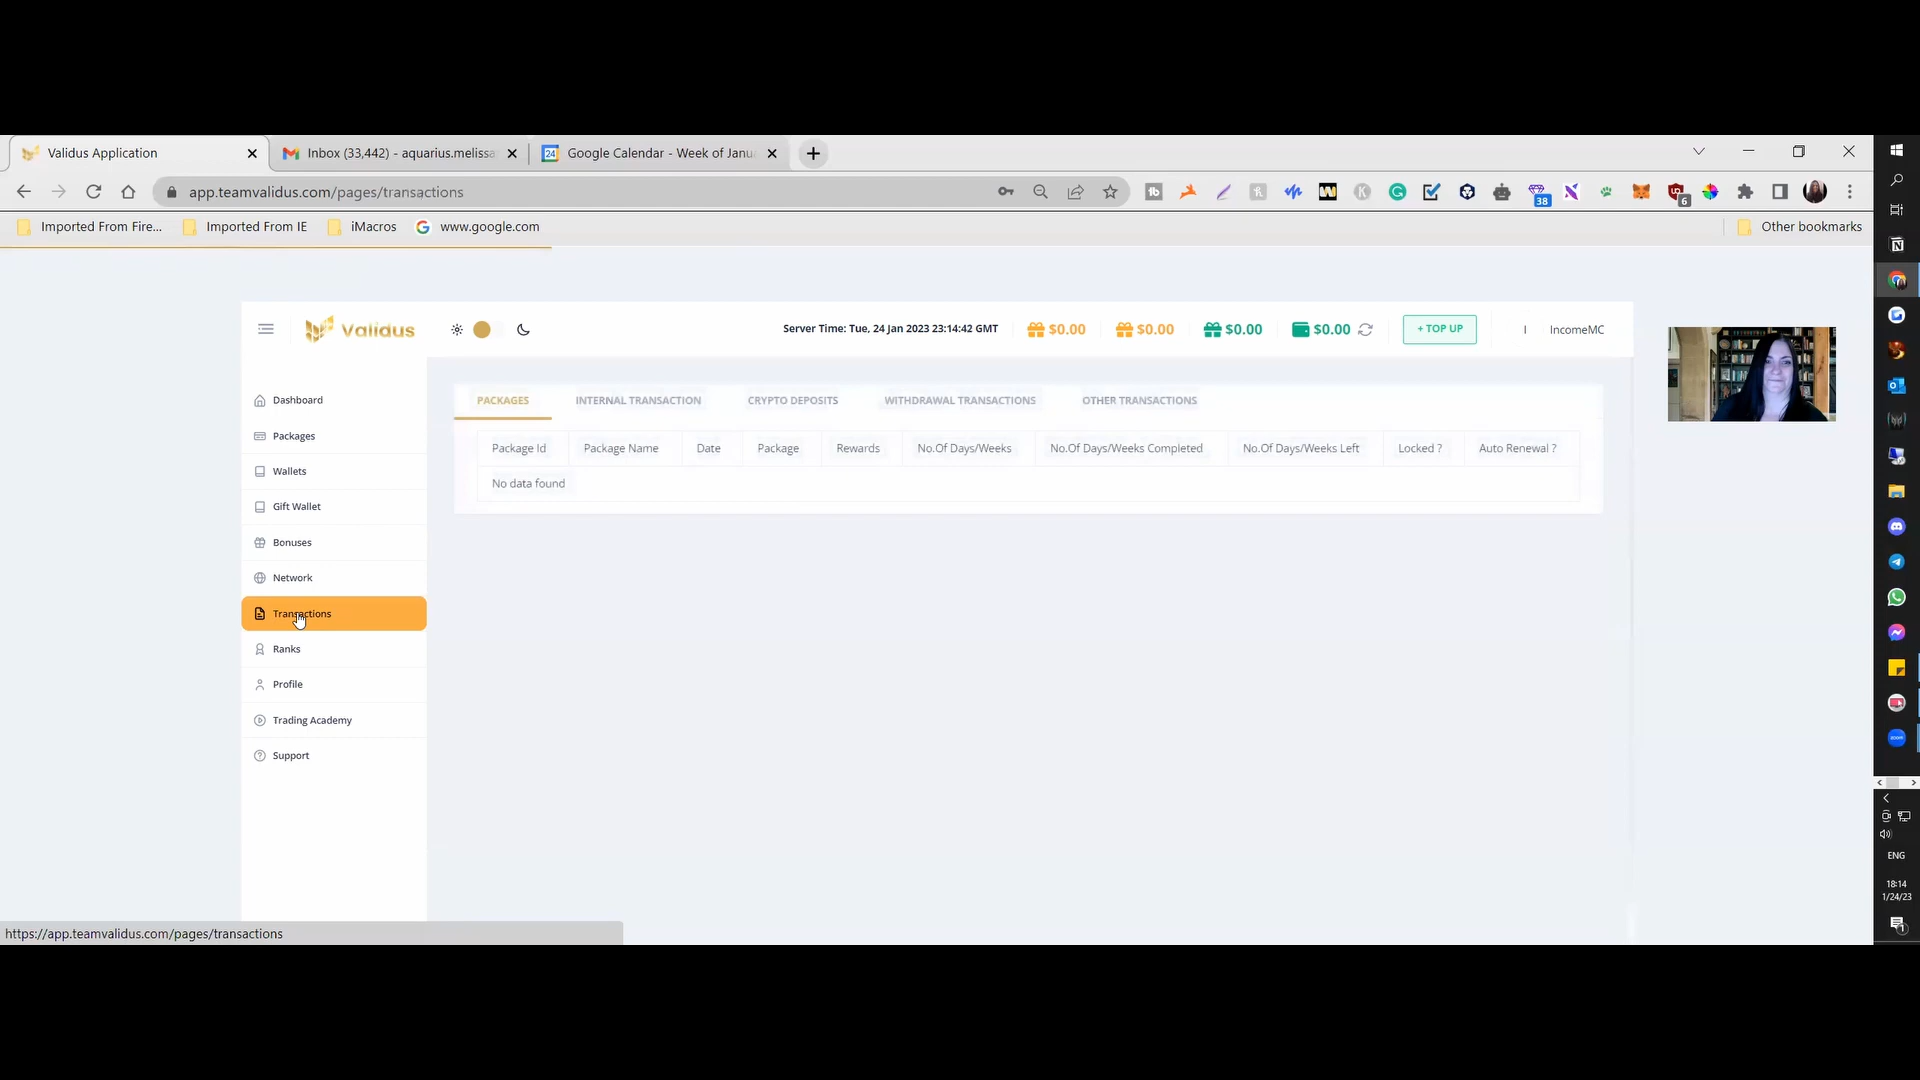 Validus Application
Inbox (33,442) - aquarius.melissa
Google Calendar - Week of Janu
app.teamvalidus.com/pages/transactions
38
6
Imported From Fire...
Imported From IE
iMacros
www.google.com
Other bookmarks
Validus
Server Time: Tue, 24 Jan 2023 23:14:42 GMT
$0.00
$0.00
$0.00
$0.00
+ TOP UP
I
IncomeMC
Dashboard
Packages
Wallets
Gift Wallet
Bonuses
Network
Transactions
Ranks
Profile
Trading Academy
Support
PACKAGES
INTERNAL TRANSACTION
CRYPTO DEPOSITS
WITHDRAWAL TRANSACTIONS
OTHER TRANSACTIONS
Package Id
Package Name
Date
Package
Rewards
No.Of Days/Weeks
No.Of Days/Weeks Completed
No.Of Days/Weeks Left
Locked ?
Auto Renewal ?
No data found
https://app.teamvalidus.com/pages/transactions
zoom
ENG
18:14
1/24/23